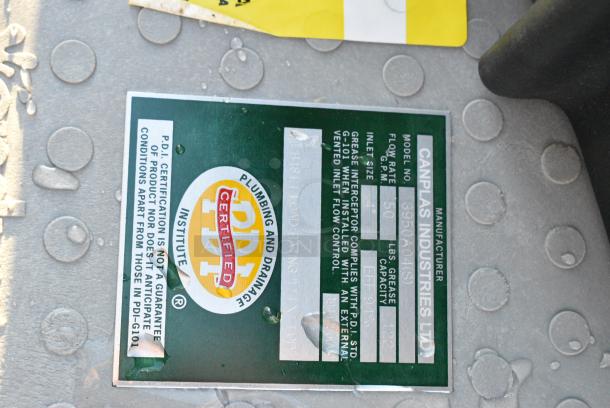 MANUFACTURER
CANPLAS INDUSTRIES LTD.
MODEL NO.
FLOW RATE G.P.M. 50 LBS. GREASE CAPACITY
INLET SIZE 4"
GREASE INTERCEPTOR COMPLIES WITH P.D.I. STD.
G-101 WHEN INSTALLED WITH AN EXTERNAL
VENTED INLET FLOW CONTROL
PLUMBING AND DRAINAGE
PDI
CERTIFIED
INSTITUTE
®
P.D.I. CERTIFICATION IS NOT A GUARANTEE
OF PRODUCT NOR DOES IT ANTICIPATE
CONDITIONS APART FROM THOSE IN PDI-G101